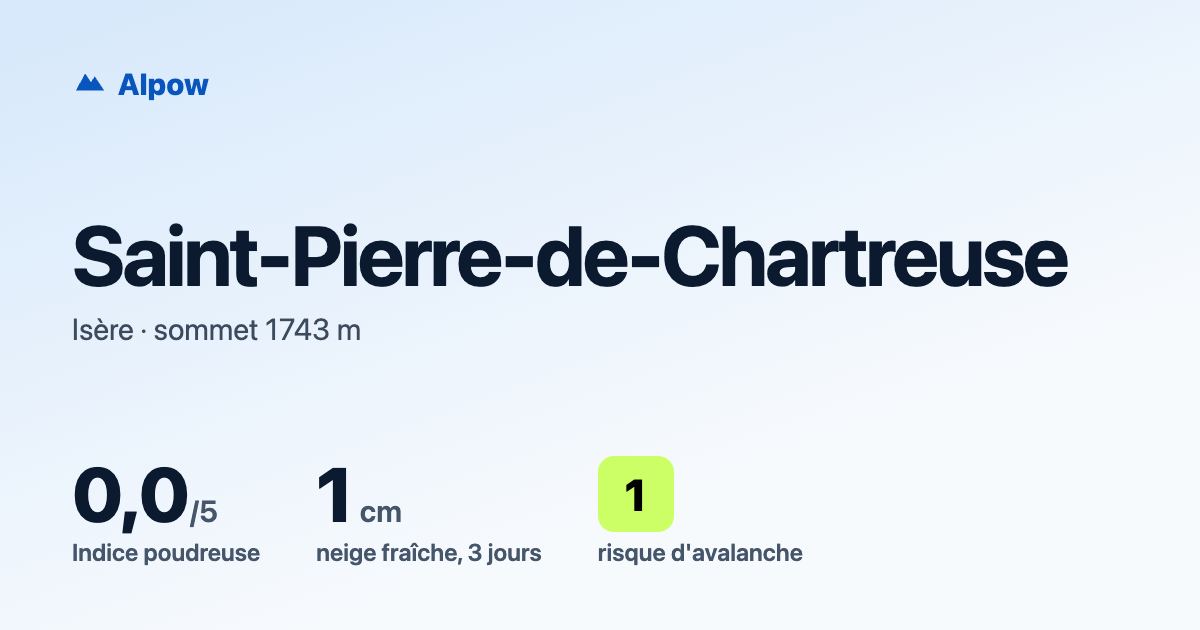 Alpow
Saint-Pierre-de-Chartreuse
Isère · sommet 1743 m
0,0/5
1 cm
1
Indice poudreuse
neige fraîche, 3 jours
risque d'avalanche